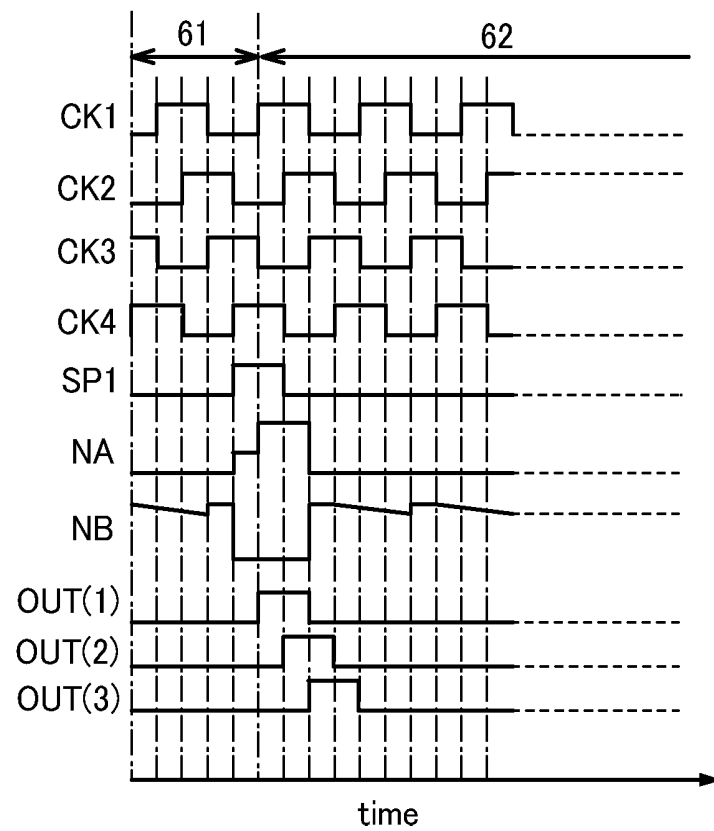 61
62
CK1
CK2
CK3
CK4
SP1
NA
NB
OUT(1)
OUT(2)
OUT(3)
time